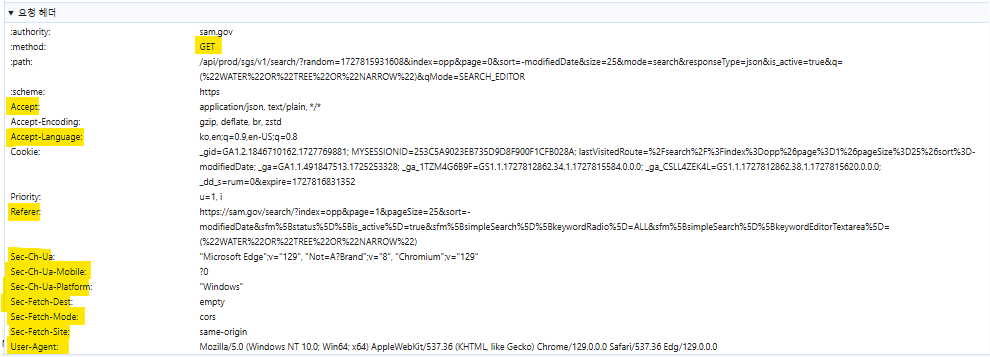 ▼ 요청 헤더
:authority: sam.gov
:method: GET
:path: /api/prod/sgs/v1/search/?random=1727815931608&index=opp&page=0&sort=-modifiedDate&size=25&mode=search&responseType=json&is_active=true&q=
(%22WATER%22OR%22TREE%22OR%22NARROW%22)&qMode=SEARCH_EDITOR
:scheme: https
Accept: application/json, text/plain, */*
Accept-Encoding: gzip, deflate, br, zstd
Accept-Language: ko,en;q=0.9,en-US;q=0.8
Cookie: _gid=GA1.2.1846710162.1727769881; MYSESSIONID=253C5A9023EB735D9D8F900F1CFB028A; lastVisitedRoute=%2Fsearch%2F%3Findex%3Dopp%26page%3D1%26pageSize%3D25%26sort%3D-
modifiedDate; _ga=GA1.1.491847513.1725253328; _ga_1TZM4G6B9F=GS1.1.1727812862.34.1.1727815584.0.0.0; _ga_CSLL4ZEK4L=GS1.1.1727812862.38.1.1727815620.0.0.0;
_dd_s=rum=0&expire=1727816831352
Priority: u=1, i
Referer: https://sam.gov/search/?index=opp&page=1&pageSize=25&sort=-
modifiedDate&sfm%5Bstatus%5D%5Bis_active%5D=true&sfm%5BsimpleSearch%5D%5BkeywordRadio%5D=ALL&sfm%5BsimpleSearch%5D%5BkeywordEditorTextarea%5D=
(%22WATER%22OR%22TREE%22OR%22NARROW%22)
Sec-Ch-Ua: "Microsoft Edge";v="129", "Not=A?Brand";v="8", "Chromium";v="129"
Sec-Ch-Ua-Mobile: ?0
Sec-Ch-Ua-Platform: "Windows"
Sec-Fetch-Dest: empty
Sec-Fetch-Mode: cors
Sec-Fetch-Site: same-origin
User-Agent: Mozilla/5.0 (Windows NT 10.0; Win64; x64) AppleWebKit/537.36 (KHTML, like Gecko) Chrome/129.0.0.0 Safari/537.36 Edg/129.0.0.0